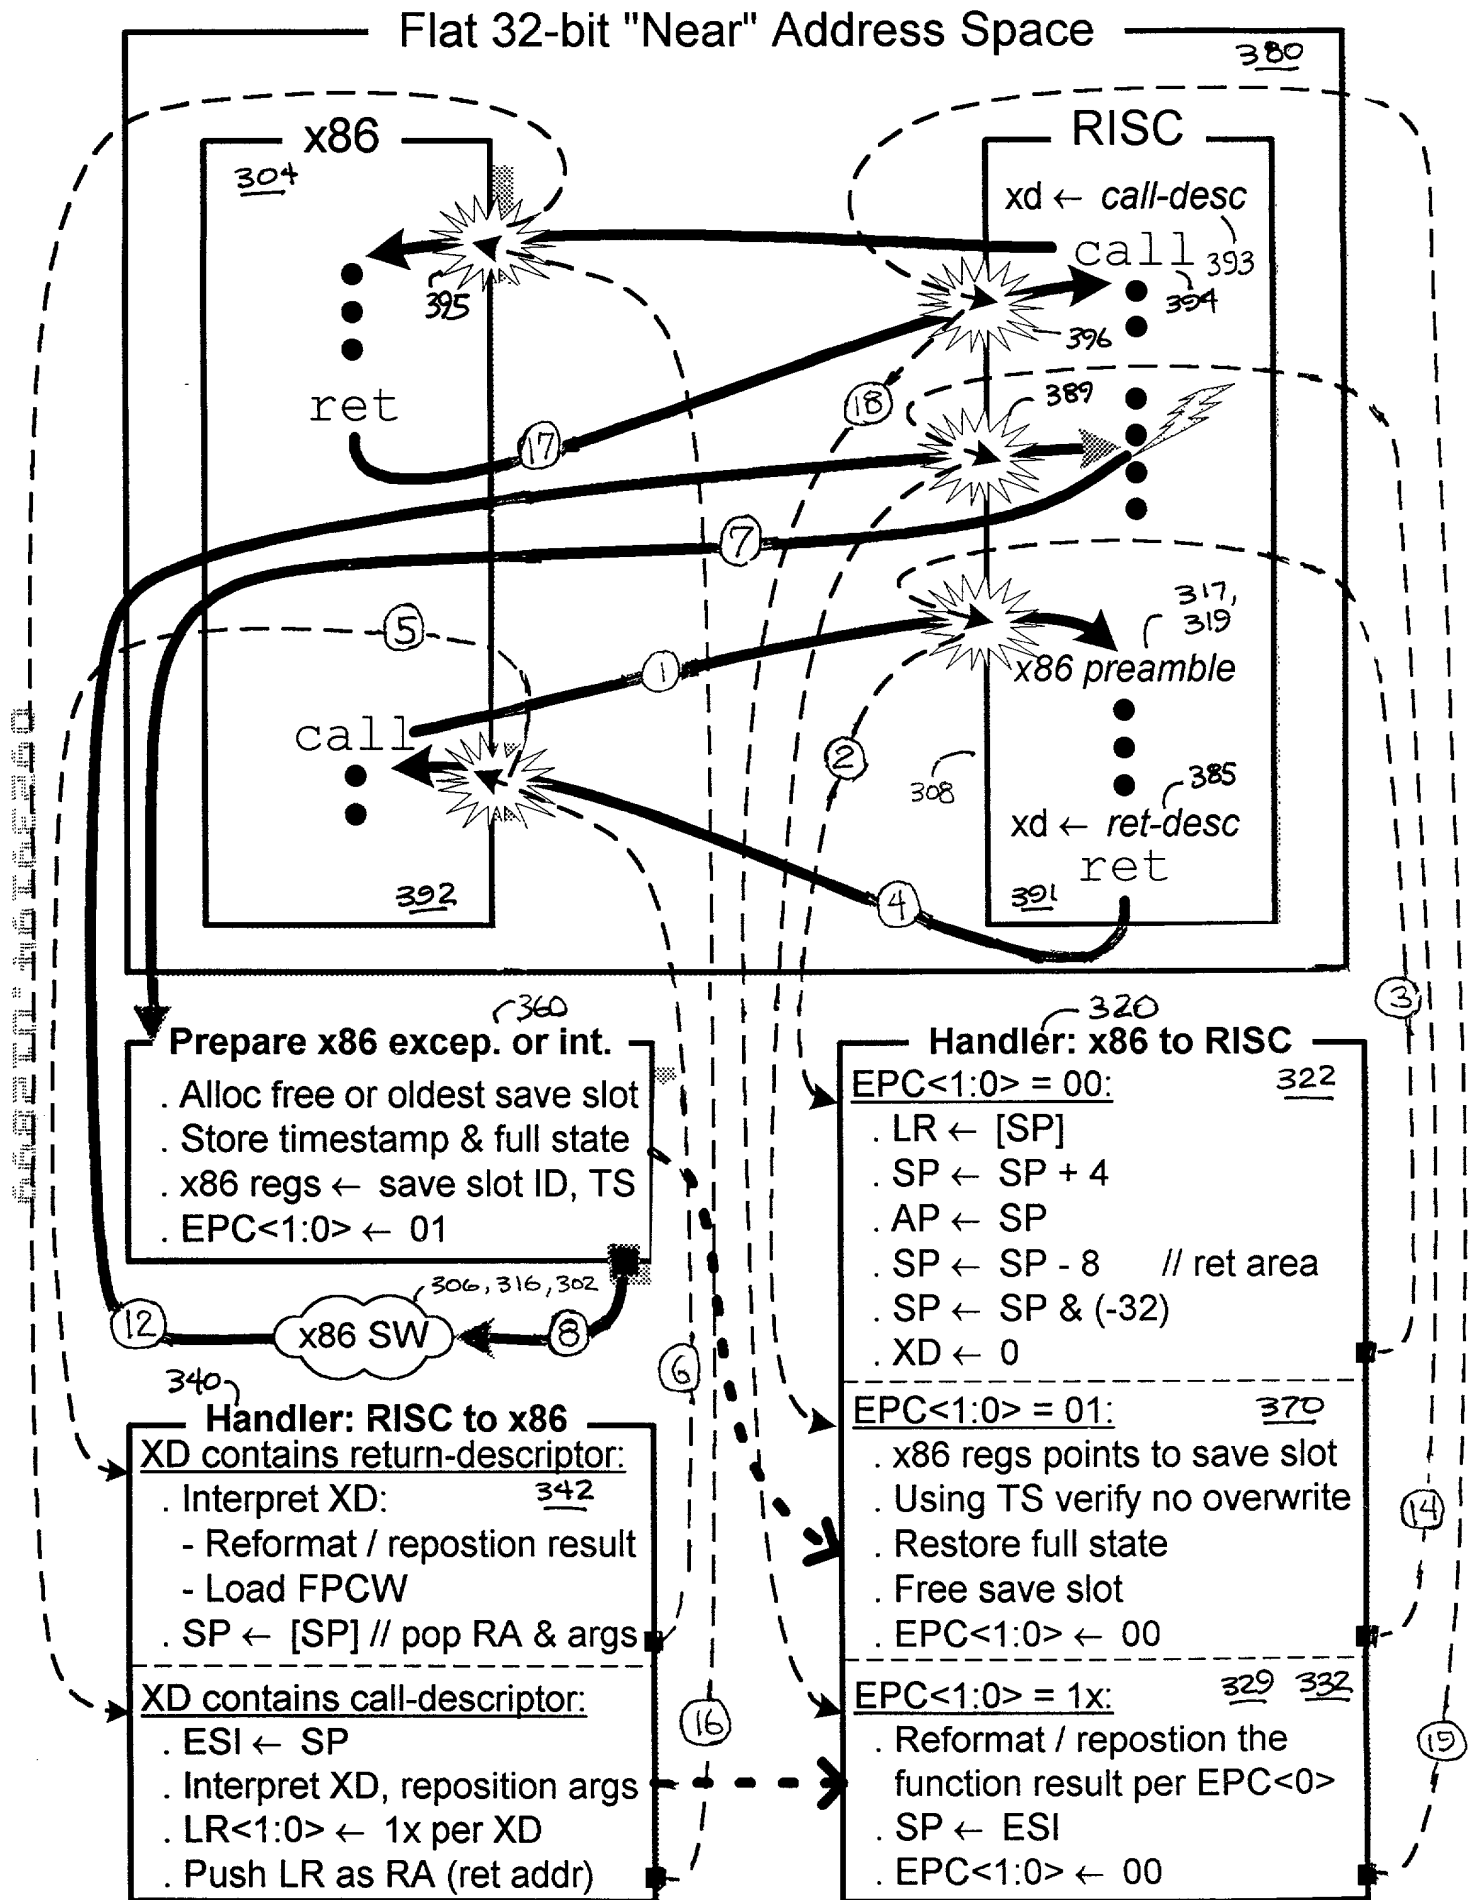 Flat 32-bit "Near" Address Space
380
x86
RISC
304
xd ← call-desc
call
393
394
395
396
ret
18
389
17
7
317,
319
5
1
x86 preamble
call
2
308
385
xd ← ret-desc
ret
392
391
4
3
360
Prepare x86 excep. or int.
. Alloc free or oldest save slot
. Store timestamp & full state
. x86 regs ← save slot ID, TS
. EPC<1:0> ← 01
306, 316, 302
12
x86 SW
8
6
320
Handler: x86 to RISC
EPC<1:0> = 00:
322
. LR ← [SP]
. SP ← SP + 4
. AP ← SP
. SP ← SP - 8 // ret area
. SP ← SP & (-32)
. XD ← 0
EPC<1:0> = 01:
370
. x86 regs points to save slot
. Using TS verify no overwrite
. Restore full state
. Free save slot
. EPC<1:0> ← 00
14
EPC<1:0> = 1x:
329 332
. Reformat / repostion the
function result per EPC<0>
. SP ← ESI
. EPC<1:0> ← 00
15
340
Handler: RISC to x86
XD contains return-descriptor:
. Interpret XD:
342
- Reformat / repostion result
- Load FPCW
. SP ← [SP] // pop RA & args
XD contains call-descriptor:
. ESI ← SP
. Interpret XD, reposition args
. LR<1:0> ← 1x per XD
. Push LR as RA (ret addr)
16